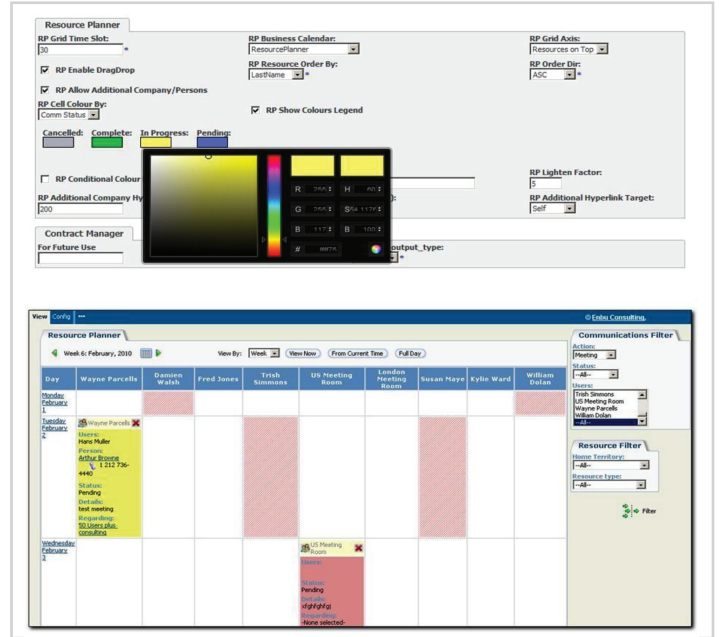 Resource Planner
RP Grid Time Slot: RP Business Calendar: RP Grid Axis:
30 * ResourcePlanner Resources on Top
RP Enable DragDrop RP Resource Order By: RP Order Dir:
LastName * ASC *
RP Allow Additional Company/Persons
RP Cell Colour By:
Comm Status RP Show Colours Legend
Cancelled: Complete: In Progress: Pending:
RP Conditional Colour RP Lighten Factor:
5
RP Additional Company Hy ): RP Additional Hyperlink Target:
200 Self
R 255 H 60
G 255 S 54.1176
B 117 B 100
#
Contract Manager
For Future Use output_type:
*
View Config ••• © Enbu Consulting.
Resource Planner
Week 6: February, 2010 View By: Week View Now From Current Time Full Day
Day Wayne Parcells Damien Walsh Fred Jones Trish Simmons US Meeting Room London Meeting Room Susan Maye Kylie Ward William Dolan
Monday
February
1
Tuesday
February
2
Wayne Parcells
Users:
Hans Muller
Person:
Arthur Browne
1 212 736-
4440
Status:
Pending
Details:
test meeting
Regarding:
50 Users plus
consulting
Wednesday
February
3
US Meeting
Room
Users:
Status:
Pending
Details:
xfghfghfgj
Regarding:
-None selected-
Communications Filter
Action:
Meeting
Status:
--All--
Users:
Trish Simmons
US Meeting Room
Wayne Parcells
William Dolan
--All--
Resource Filter
Home Territory:
--All--
Resource type:
--All--
Filter